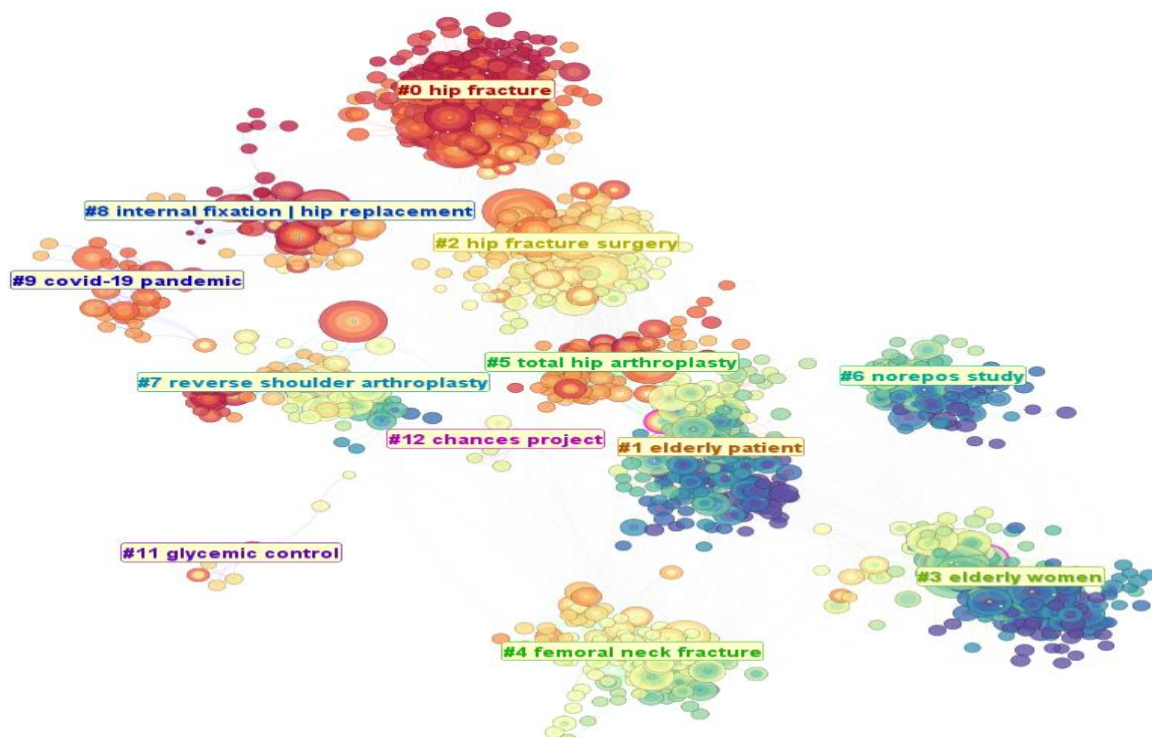 #0 hip fracture
#8 internal fixation | hip replacement
#2 hip fracture surgery
#9 covid-19 pandemic
#5 total hip arthroplasty
#7 reverse shoulder arthroplasty
#6 norepos study
#12 chances project
#1 elderly patient
#11 glycemic control
#3 elderly women
#4 femoral neck fracture